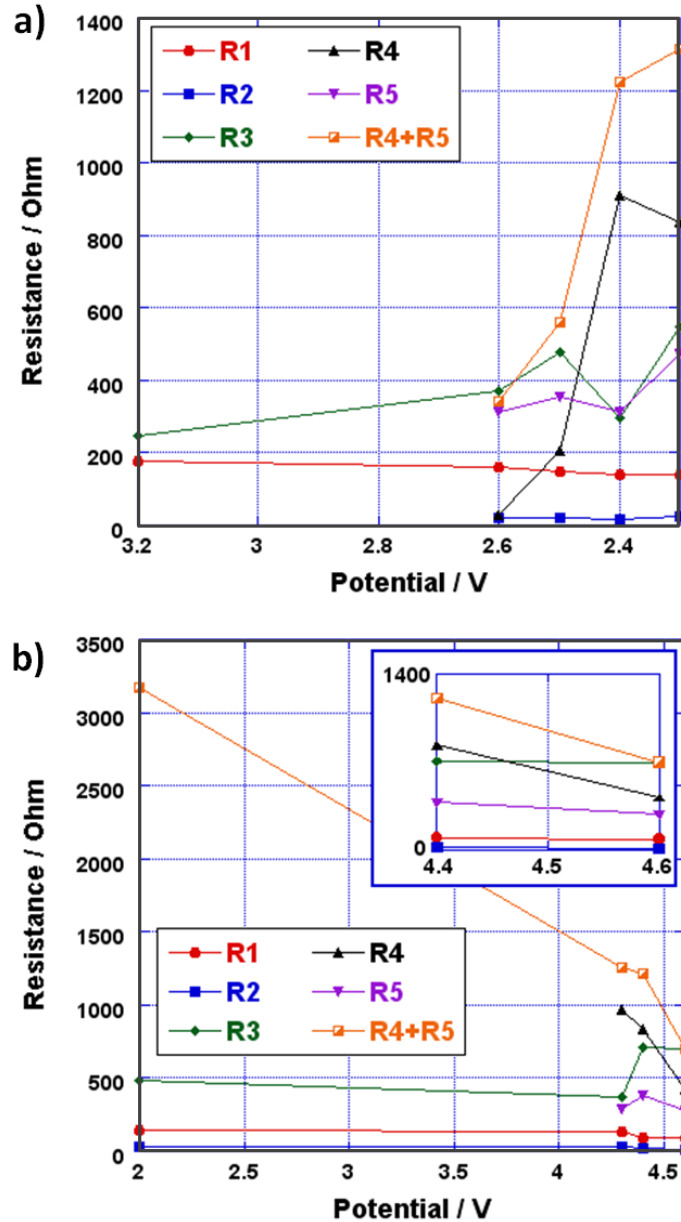 a)
1400
1200
1000
800
600
400
200
0
Resistance / Ohm
R1 R4
R2 R5
R3 R4+R5
3.2 3 2.8 2.6 2.4
Potential / V
b)
3500
3000
2500
2000
1500
1000
500
0
Resistance / Ohm
1400
0
4.4 4.5 4.6
R1 R4
R2 R5
R3 R4+R5
2 2.5 3 3.5 4 4.5
Potential / V